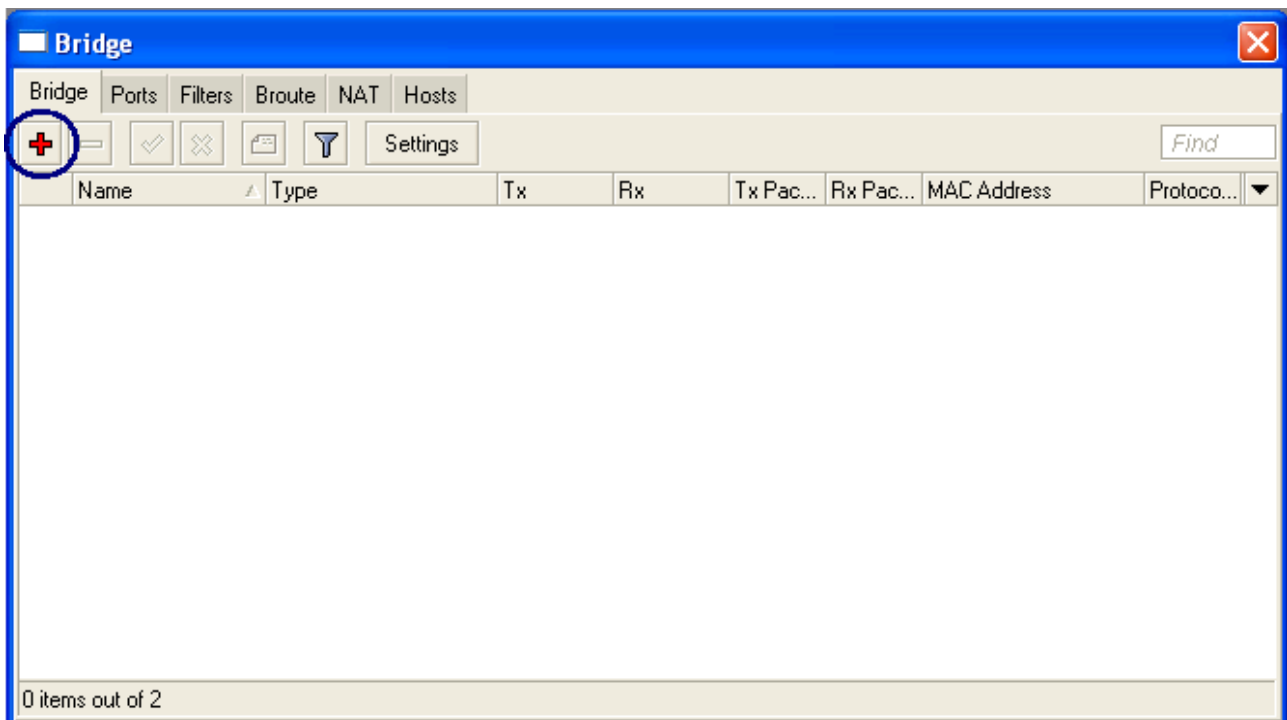 Bridge
Bridge Ports Filters Broute NAT Hosts
Settings Find
Name Type Tx Rx Tx Pac... Rx Pac... MAC Address Protoco...
0 items out of 2